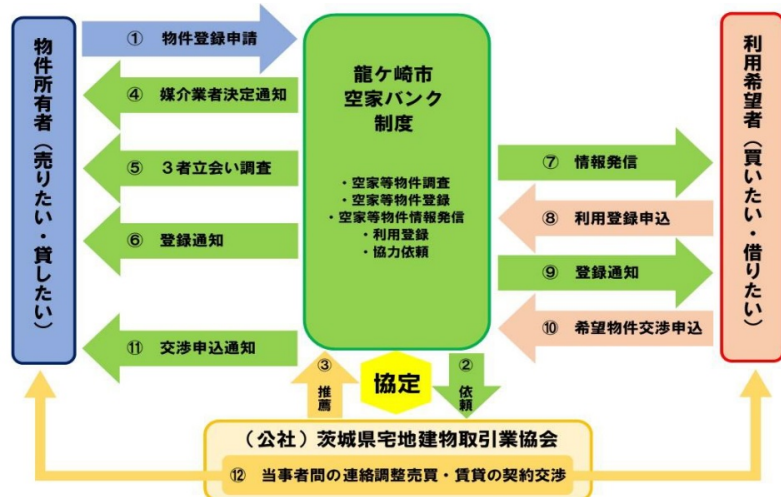 物件所有者（売りたい・貸したい）
① 物件登録申請
④ 媒介業者決定通知
⑤ ３者立会い調査
⑥ 登録通知
⑪ 交渉申込通知
龍ケ崎市
空家バンク
制度
・空家等物件調査
・空家等物件登録
・空家等物件情報発信
・利用登録
・協力依頼
⑦ 情報発信
⑧ 利用登録申込
⑨ 登録通知
⑩ 希望物件交渉申込
利用希望者（買いたい・借りたい）
③推薦
協定
②依頼
（公社）茨城県宅地建物取引業協会
⑫ 当事者間の連絡調整売買・賃貸の契約交渉